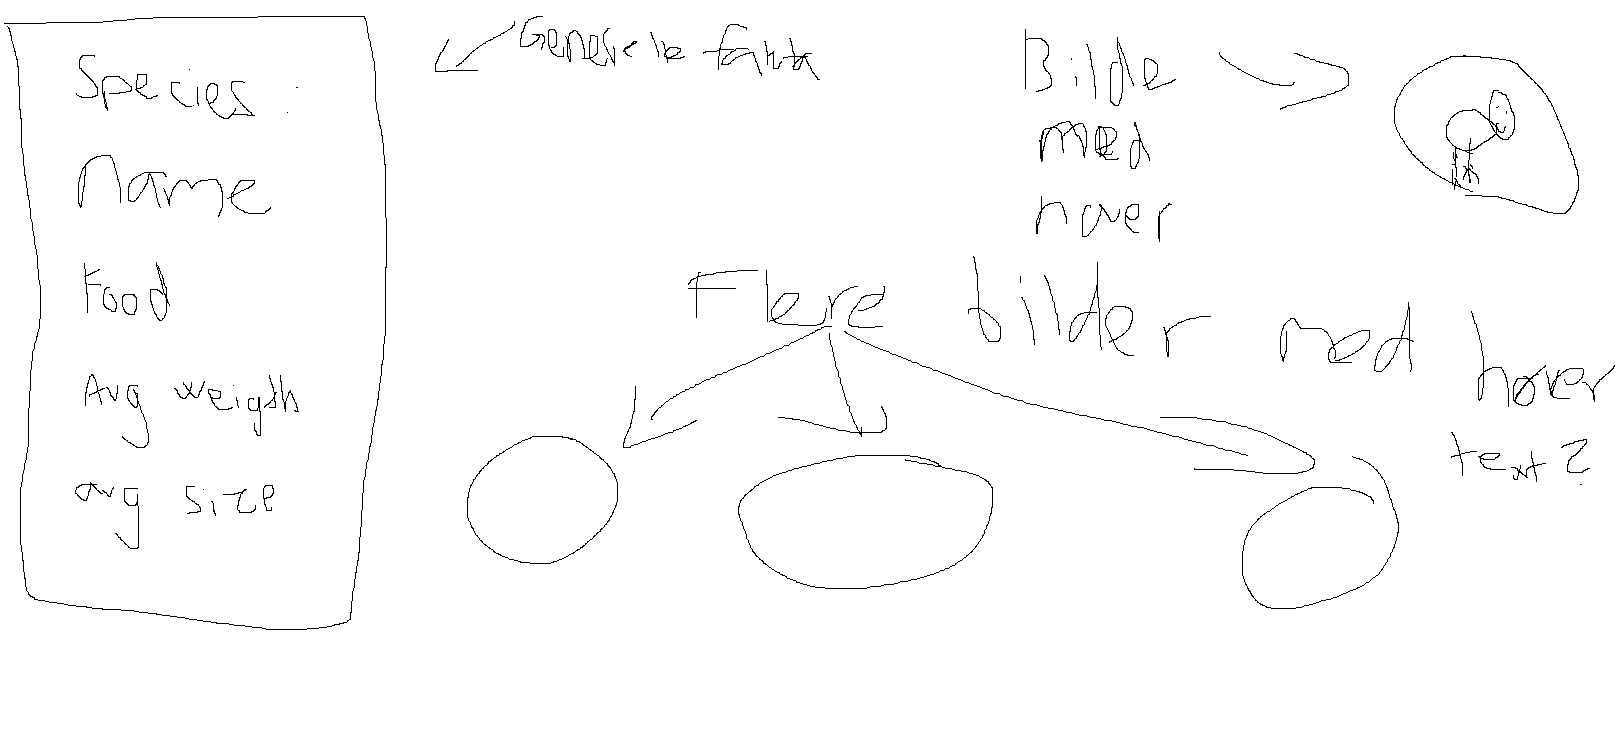 Species:
Name
Food
Avg weigth
avg size
Generelle fakta
Bilde
med
hover
Flere bilder med hover
text?